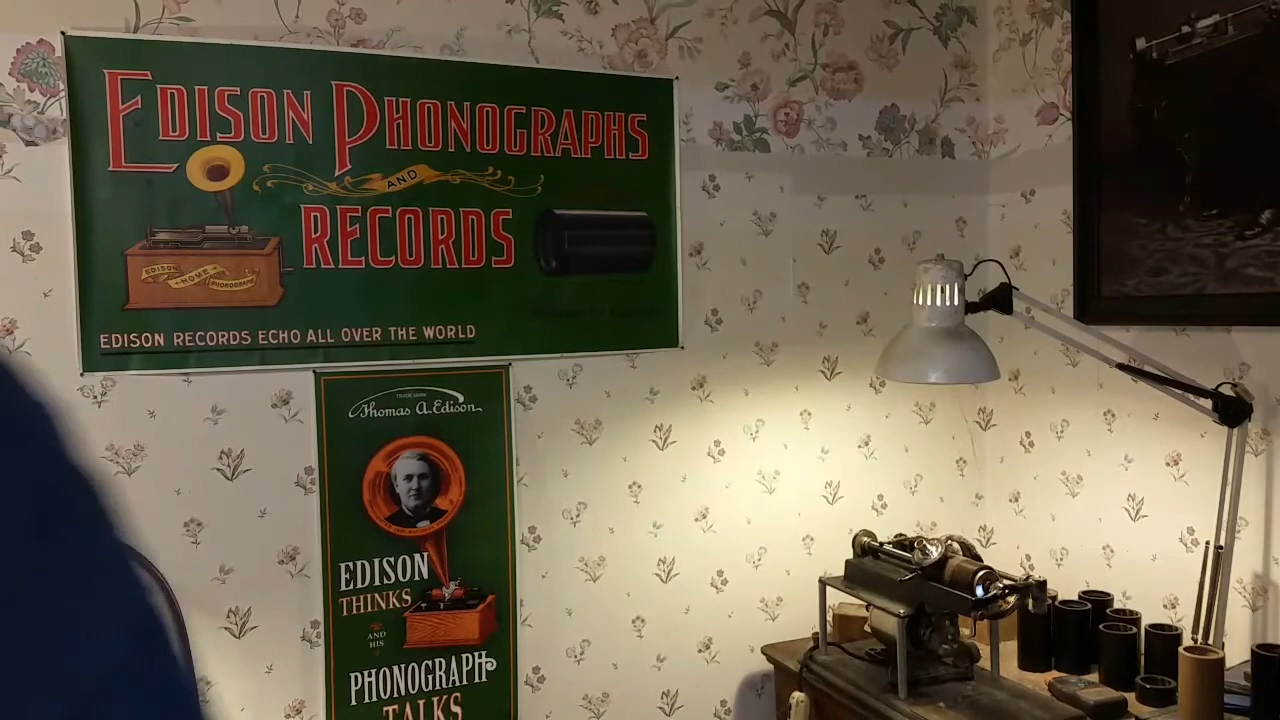 EDISON PHONOGRAPHS
AND
RECORDS
EDISON
HOME
PHONOGRAPH
EDISON RECORDS ECHO ALL OVER THE WORLD
TRADE MARK
Thomas A. Edison
EDISON
THINKS
AND
HIS
PHONOGRAPH
TALKS